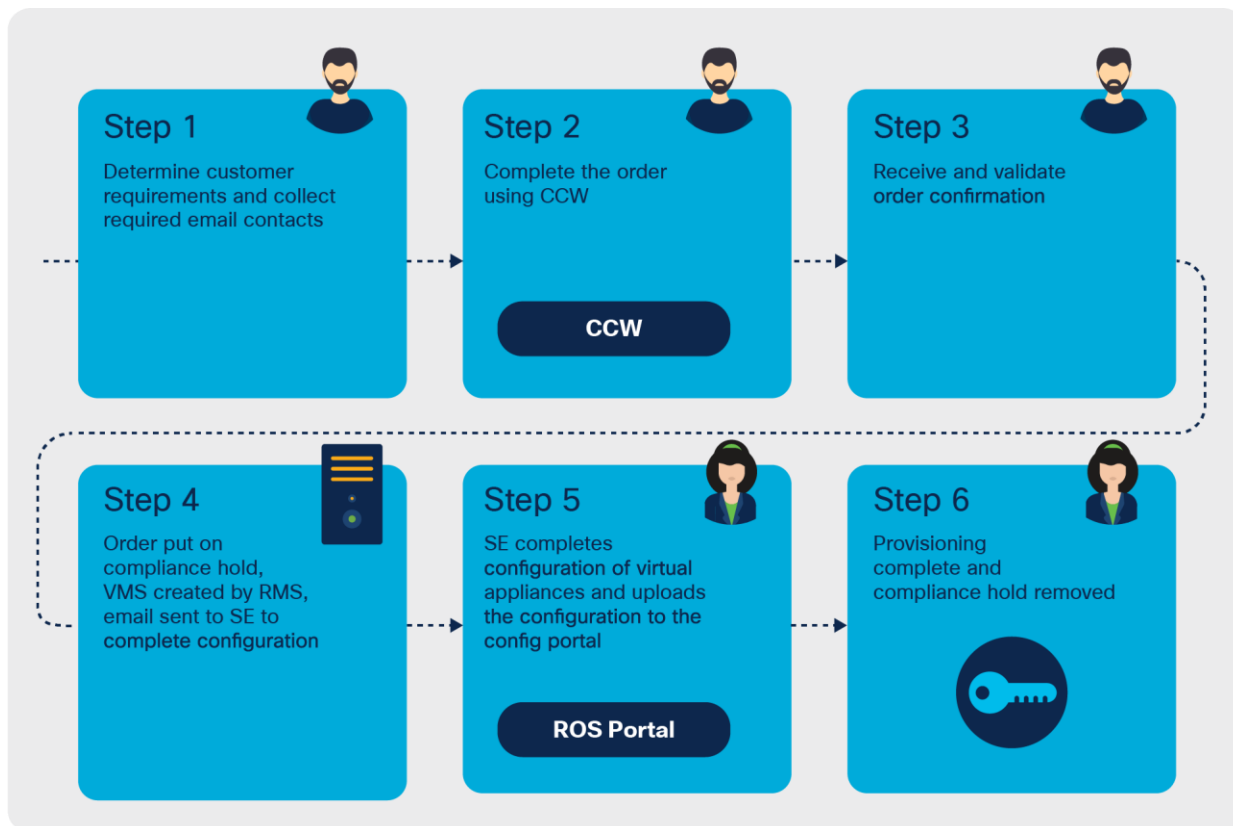 Step 1
Determine customer
requirements and collect
required email contacts
Step 2
Complete the order
using CCW
CCW
Step 3
Receive and validate
order confirmation
Step 4
Order put on
compliance hold,
VMS created by RMS,
email sent to SE to
complete configuration
Step 5
SE completes
configuration of virtual
appliances and uploads
the configuration to the
config portal
ROS Portal
Step 6
Provisioning
complete and
compliance hold removed